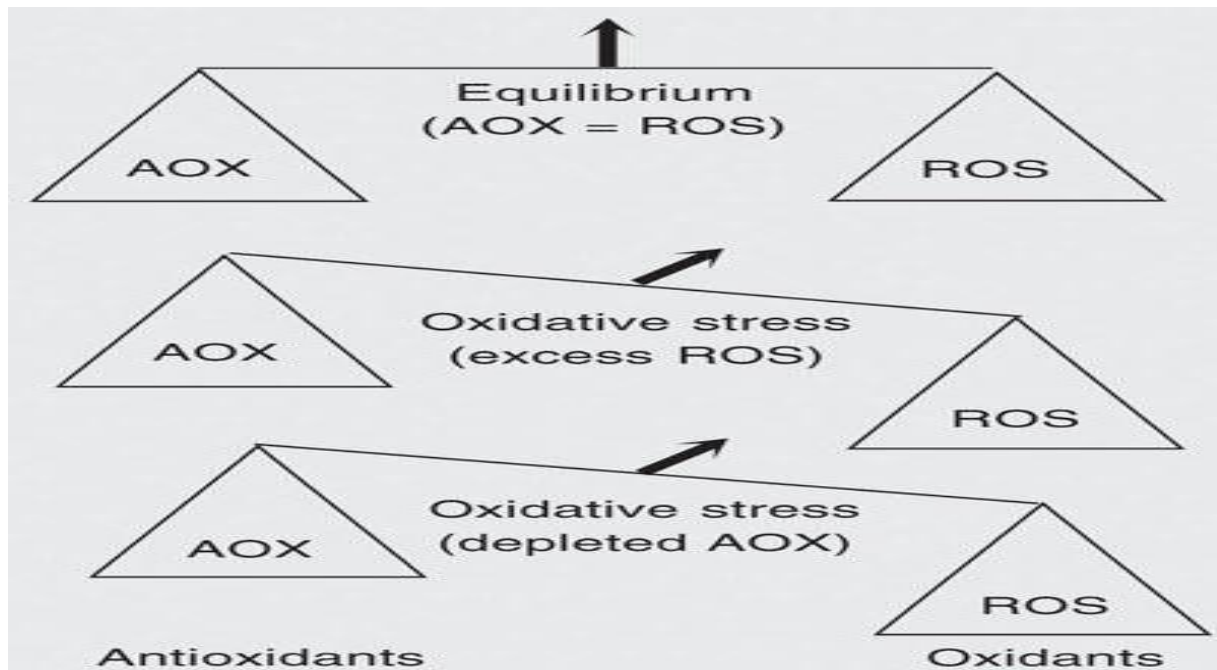 Equilibrium
(AOX = ROS)
AOX
ROS
Oxidative stress
(excess ROS)
AOX
ROS
Oxidative stress
(depleted AOX)
AOX
ROS
Antioxidants
Oxidants